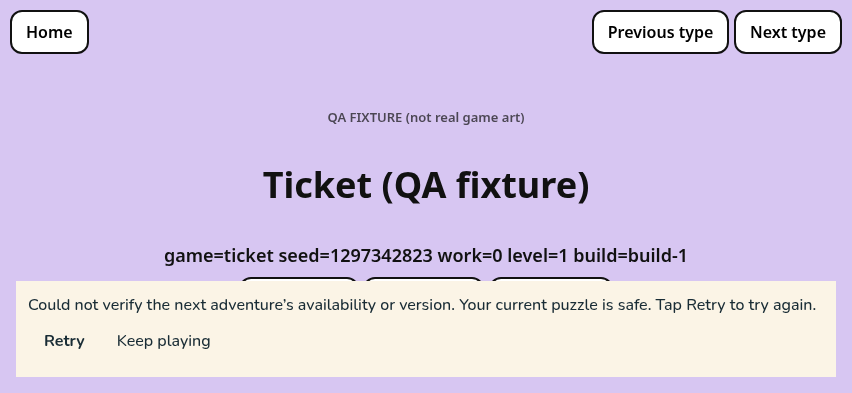 Home
Previous type
Next type
QA FIXTURE (not real game art)
Ticket (QA fixture)
game=ticket seed=1297342823 work=0 level=1 build=build-1
Could not verify the next adventure's availability or version. Your current puzzle is safe. Tap Retry to try again.
Retry
Keep playing